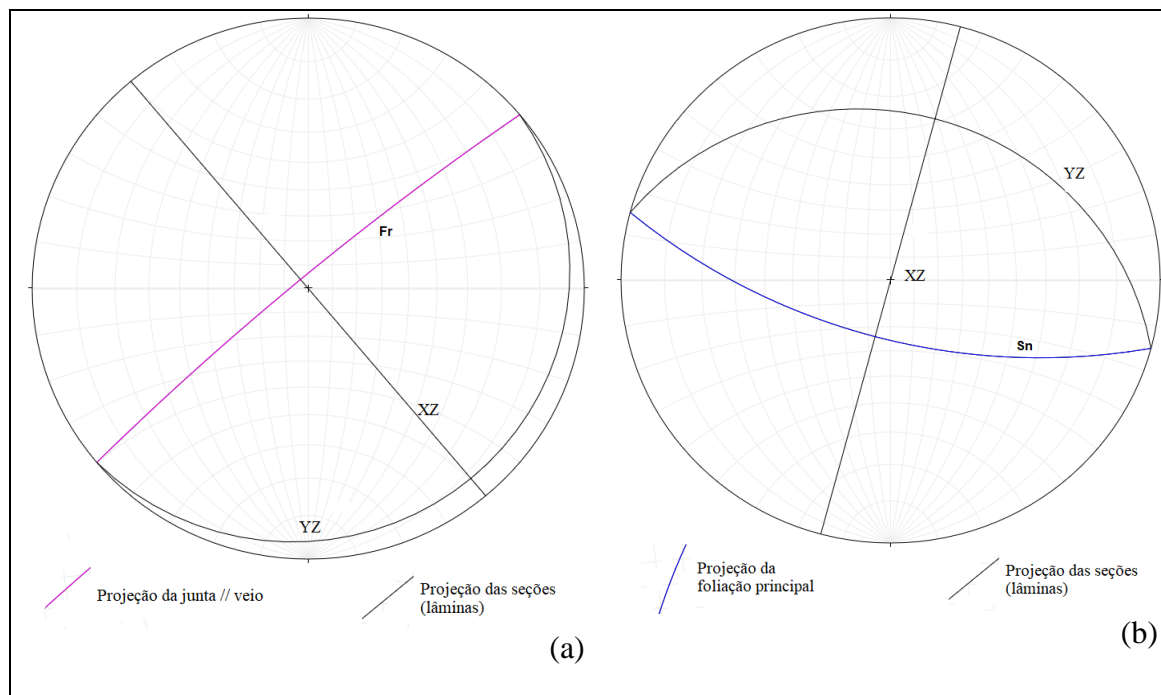 Fr
XZ
YZ
Projeção da junta // veio
Projeção das seções
(lâminas)
(a)
YZ
XZ
Sn
Projeção da
foliação principal
Projeção das seções
(lâminas)
(b)